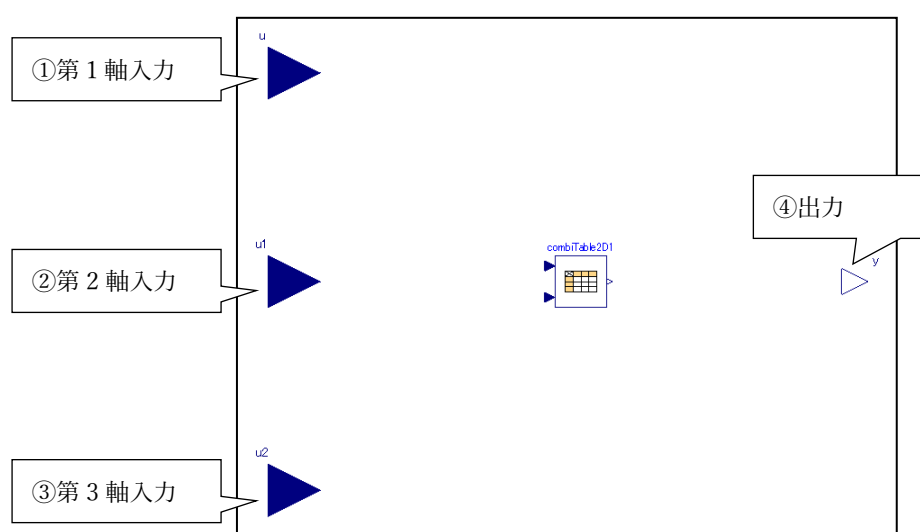 u
①第1軸入力
④出力
u1
combiTable2D1
②第2軸入力
y
u2
③第3軸入力